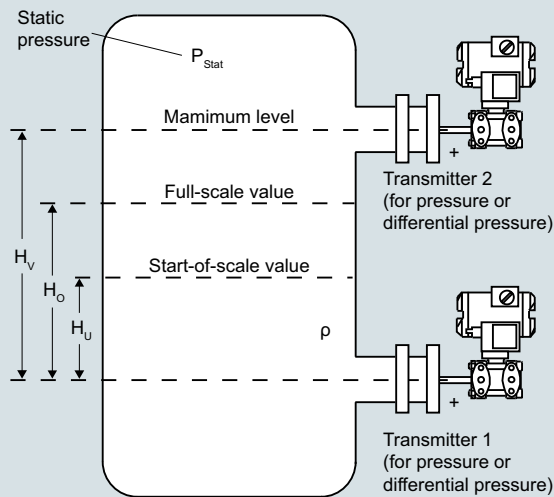 Static
pressure
P_Stat
Mamimum level
+
Transmitter 2
(for pressure or
differential pressure)
Full-scale value
H_V
H_O
Start-of-scale value
H_U
ρ
+
Transmitter 1
(for pressure or
differential pressure)